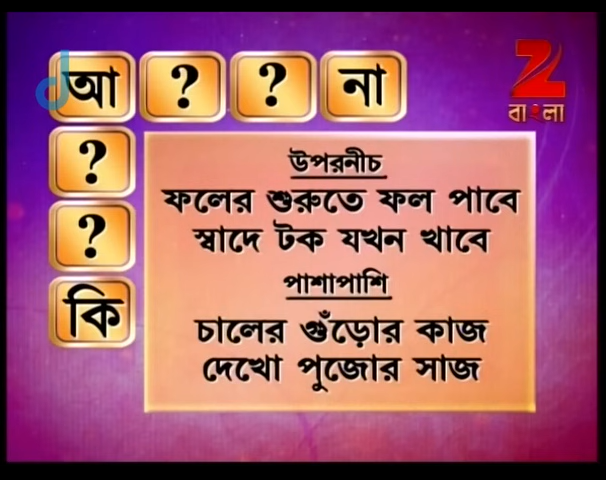 আ ? ? না
বাংলা
?
?
কি
উপরনীচ
ফলের শুরুতে ফল পাবে
স্বাদে টক যখন খাবে
পাশাপাশি
চালের গুঁড়োর কাজ
দেখো পুজোর সাজ